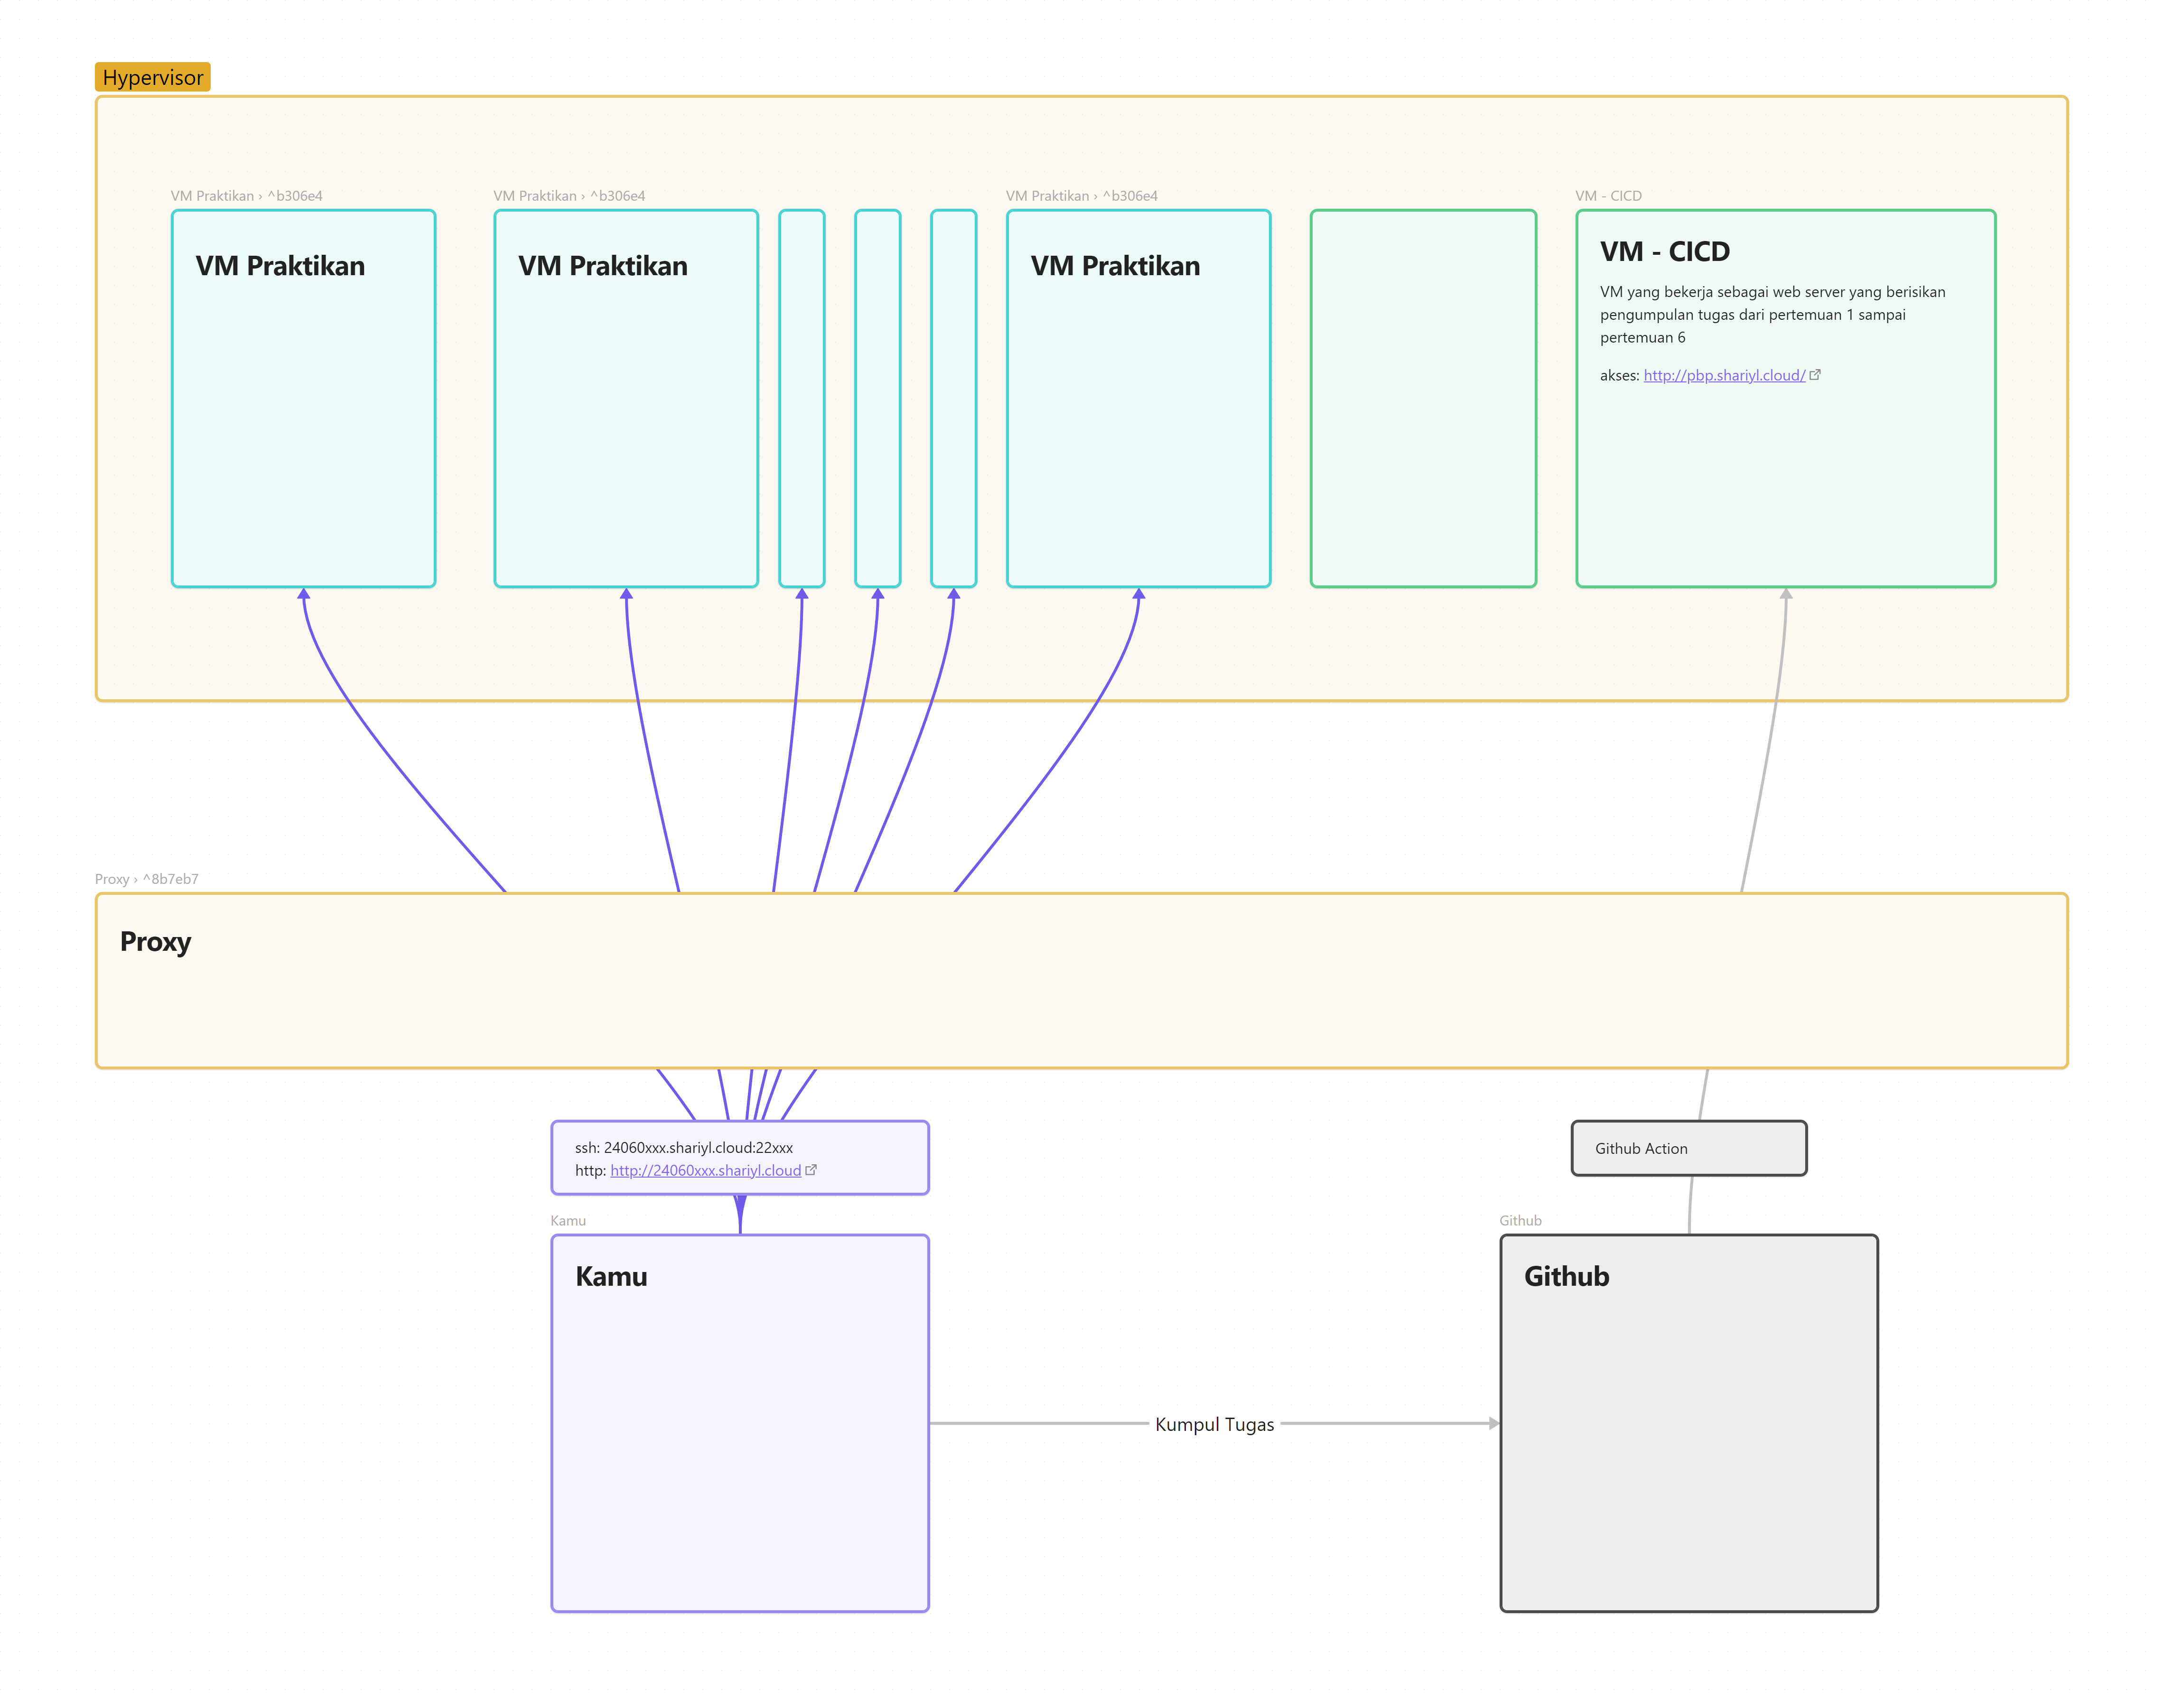 Hypervisor
VM Praktikan › ^b306e4
VM Praktikan
VM Praktikan › ^b306e4
VM Praktikan
VM Praktikan › ^b306e4
VM Praktikan
VM - CICD
VM - CICD
VM yang bekerja sebagai web server yang berisikan
pengumpulan tugas dari pertemuan 1 sampai
pertemuan 6
akses: http://pbp.shariyl.cloud/
Proxy › ^8b7eb7
Proxy
ssh: 24060xxx.shariyl.cloud:22xxx
http: http://24060xxx.shariyl.cloud
Github Action
Kamu
Kamu
Github
Github
Kumpul Tugas